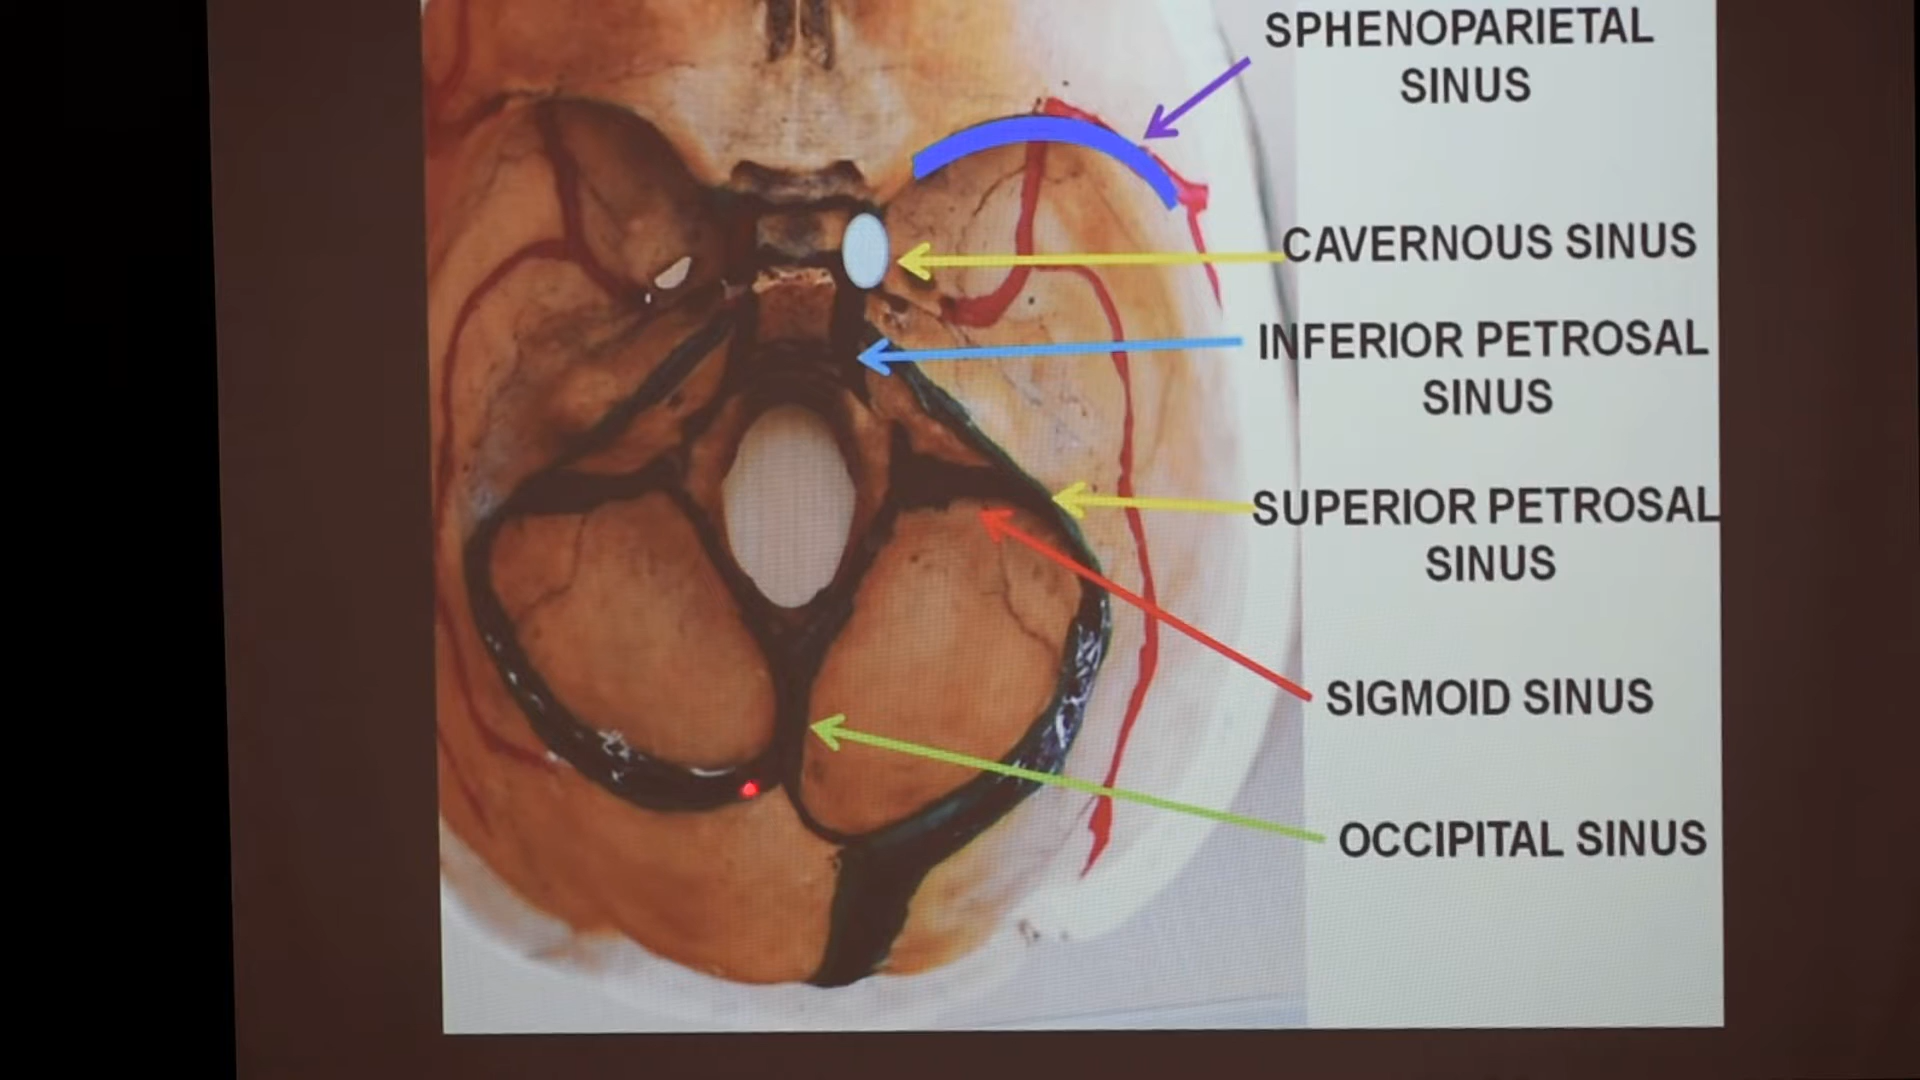 SPHENOPARIETAL
SINUS
CAVERNOUS SINUS
INFERIOR PETROSAL
SINUS
SUPERIOR PETROSAL
SINUS
SIGMOID SINUS
OCCIPITAL SINUS